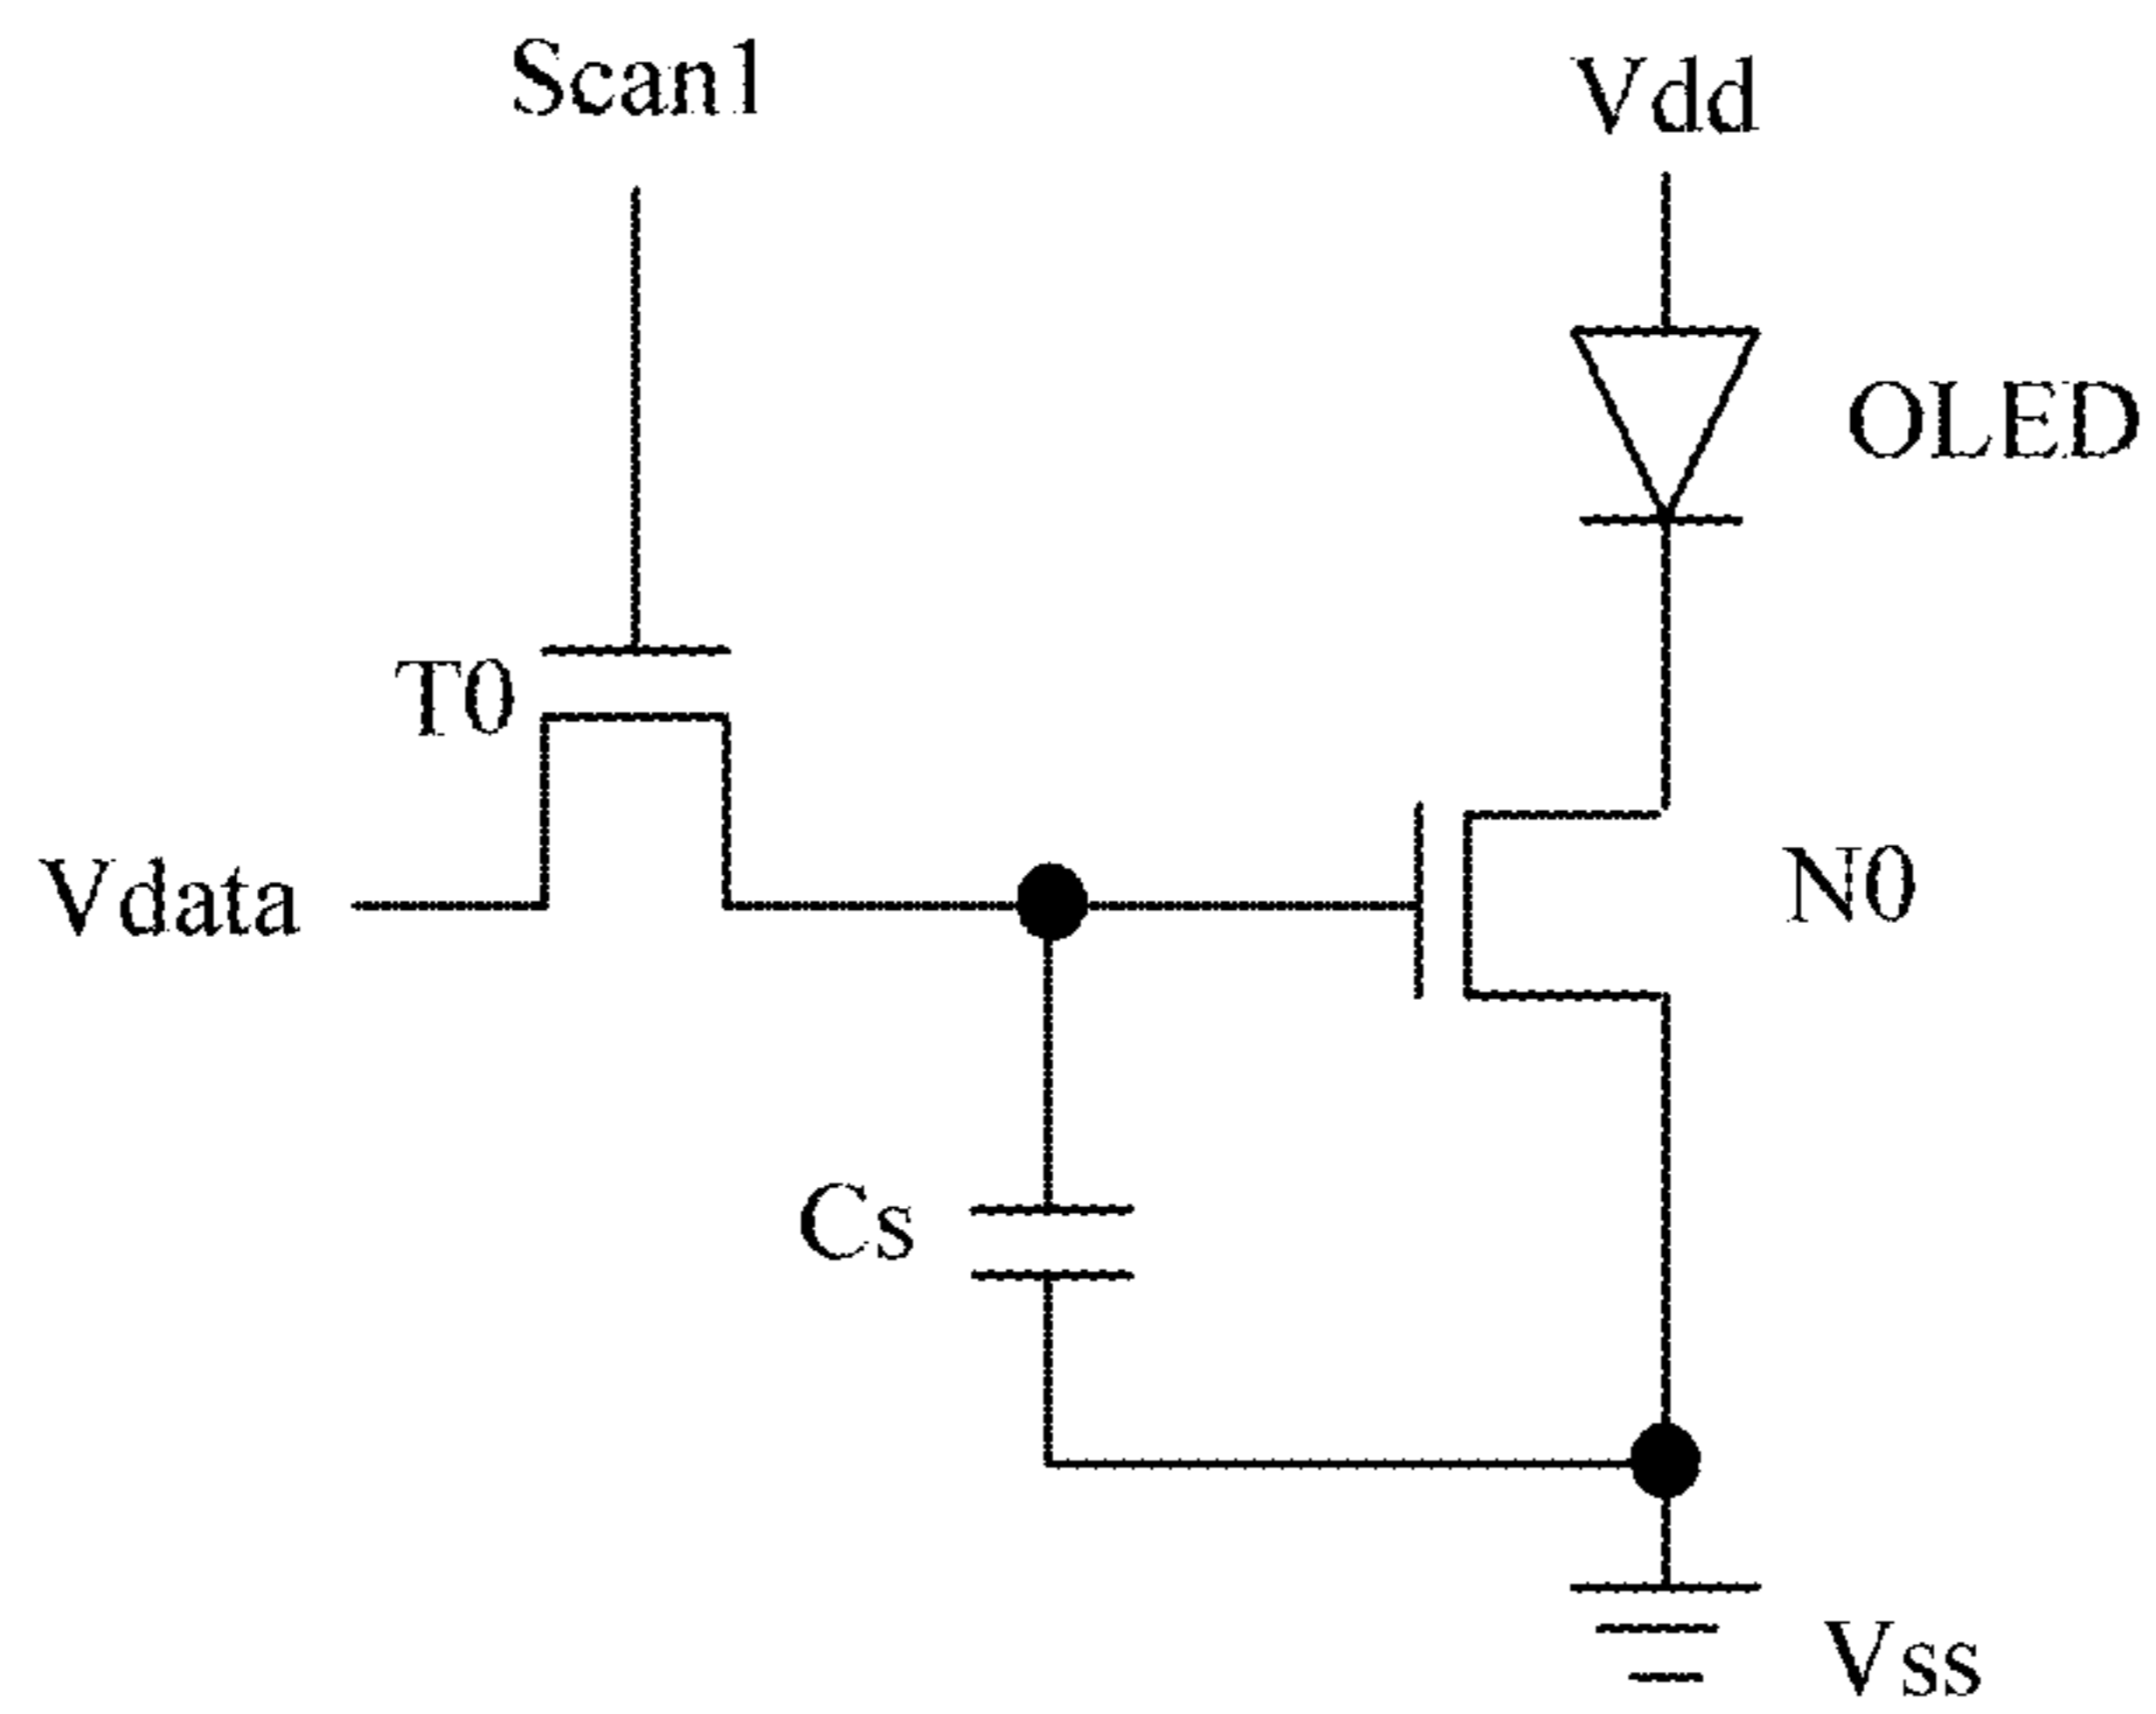 Scan1
Vdd
OLED
T0
Vdata
N0
Cs
Vss